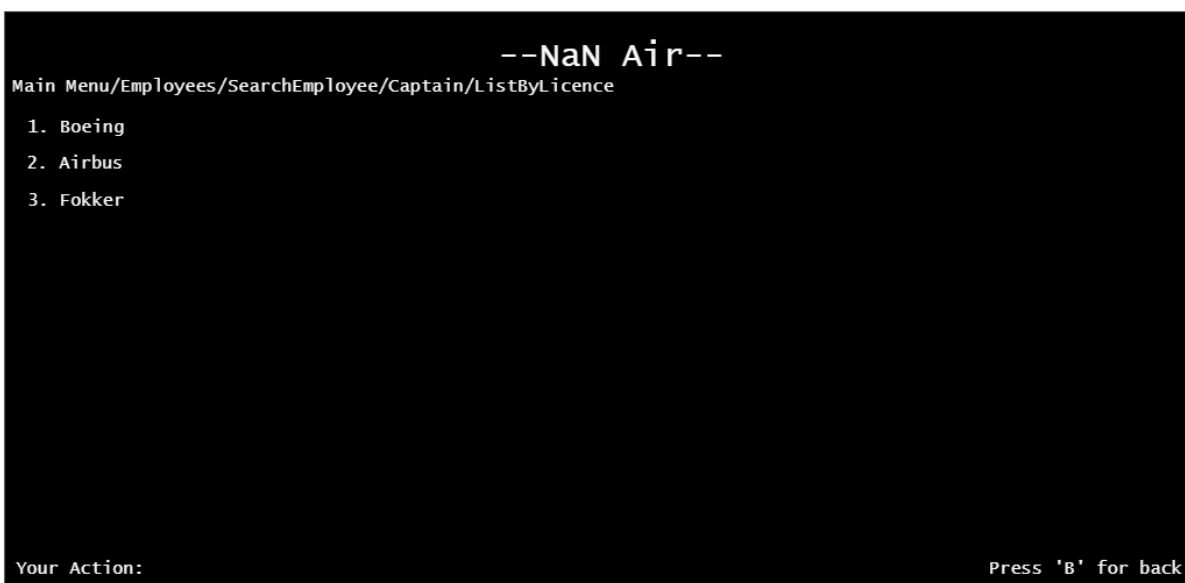 --NaN Air--
Main Menu/Employees/SearchEmployee/Captain/ListByLicence
1. Boeing
2. Airbus
3. Fokker
Your Action: Press 'B' for back